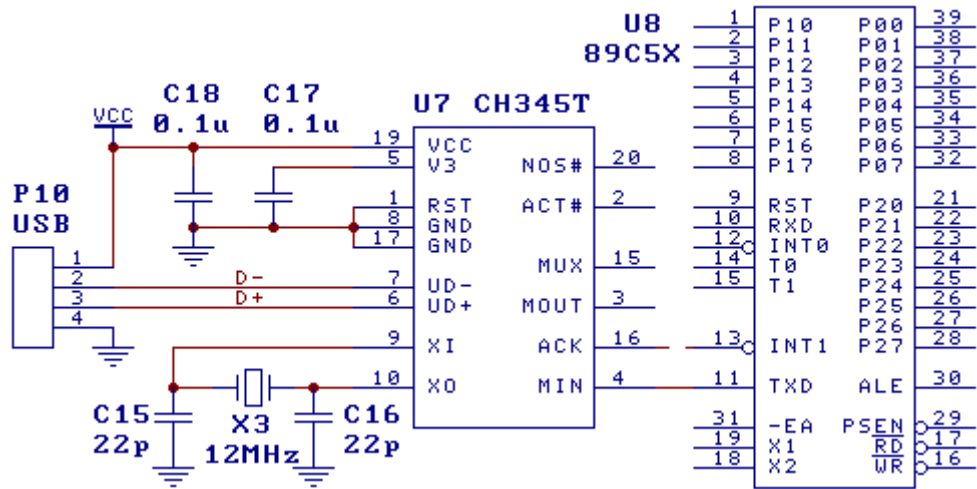 U8
89C5X
1 P10 P00 39
2 P11 P01 38
3 P12 P02 37
4 P13 P03 36
5 P14 P04 35
6 P15 P05 34
7 P16 P06 33
8 P17 P07 32
9 RST P20 21
10 RXD P21 22
12 INT0 P22 23
14 T0 P23 24
15 T1 P24 25
P25 26
P26 27
13 INT1 P27 28
11 TXD ALE 30
31 -EA PSEN 29
19 X1 RD 17
18 X2 WR 16
C18 C17
0.1u 0.1u
VCC
U7 CH345T
19 VCC
5 V3
NOS# 20
1 RST
ACT# 2
8 GND
17 GND
MUX 15
7 UD-
6 UD+
MOUT 3
9 XI
ACK 16
10 XO
MIN 4
P10
USB
1
2 D-
3 D+
4
C15
22p
X3
12MHz
C16
22p